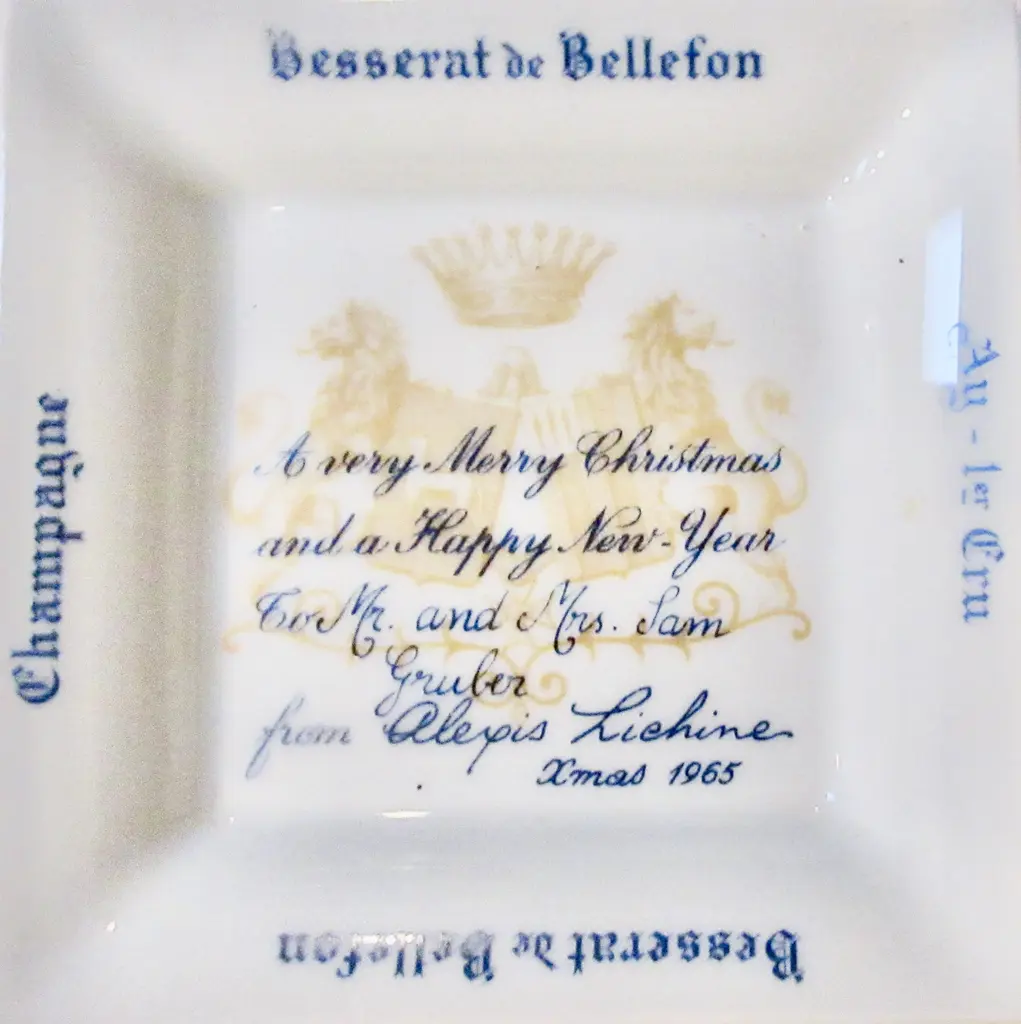 Besserat de Bellefon
A very Merry Christmas
and a Happy New-Year
To Mr. and Mrs. Sam
Gruber
from Alexis Lichine
Xmas 1965
Champagne
Ay - 1er Cru
Besserat de Bellefon